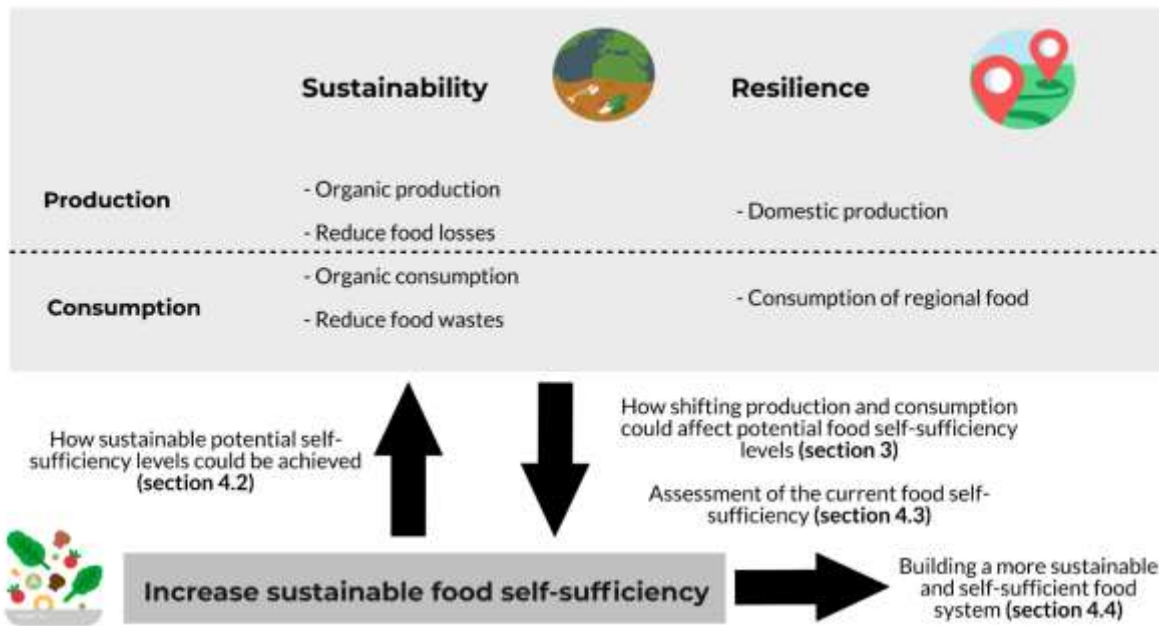 Sustainability
Resilience
Production
- Organic production
- Reduce food losses
- Domestic production
Consumption
- Organic consumption
- Reduce food wastes
- Consumption of regional food
How sustainable potential self-
sufficiency levels could be achieved
(section 4.2)
How shifting production and consumption
could affect potential food self-sufficiency
levels (section 3)
Assessment of the current food self-
sufficiency (section 4.3)
Increase sustainable food self-sufficiency
Building a more sustainable
and self-sufficient food
system (section 4.4)